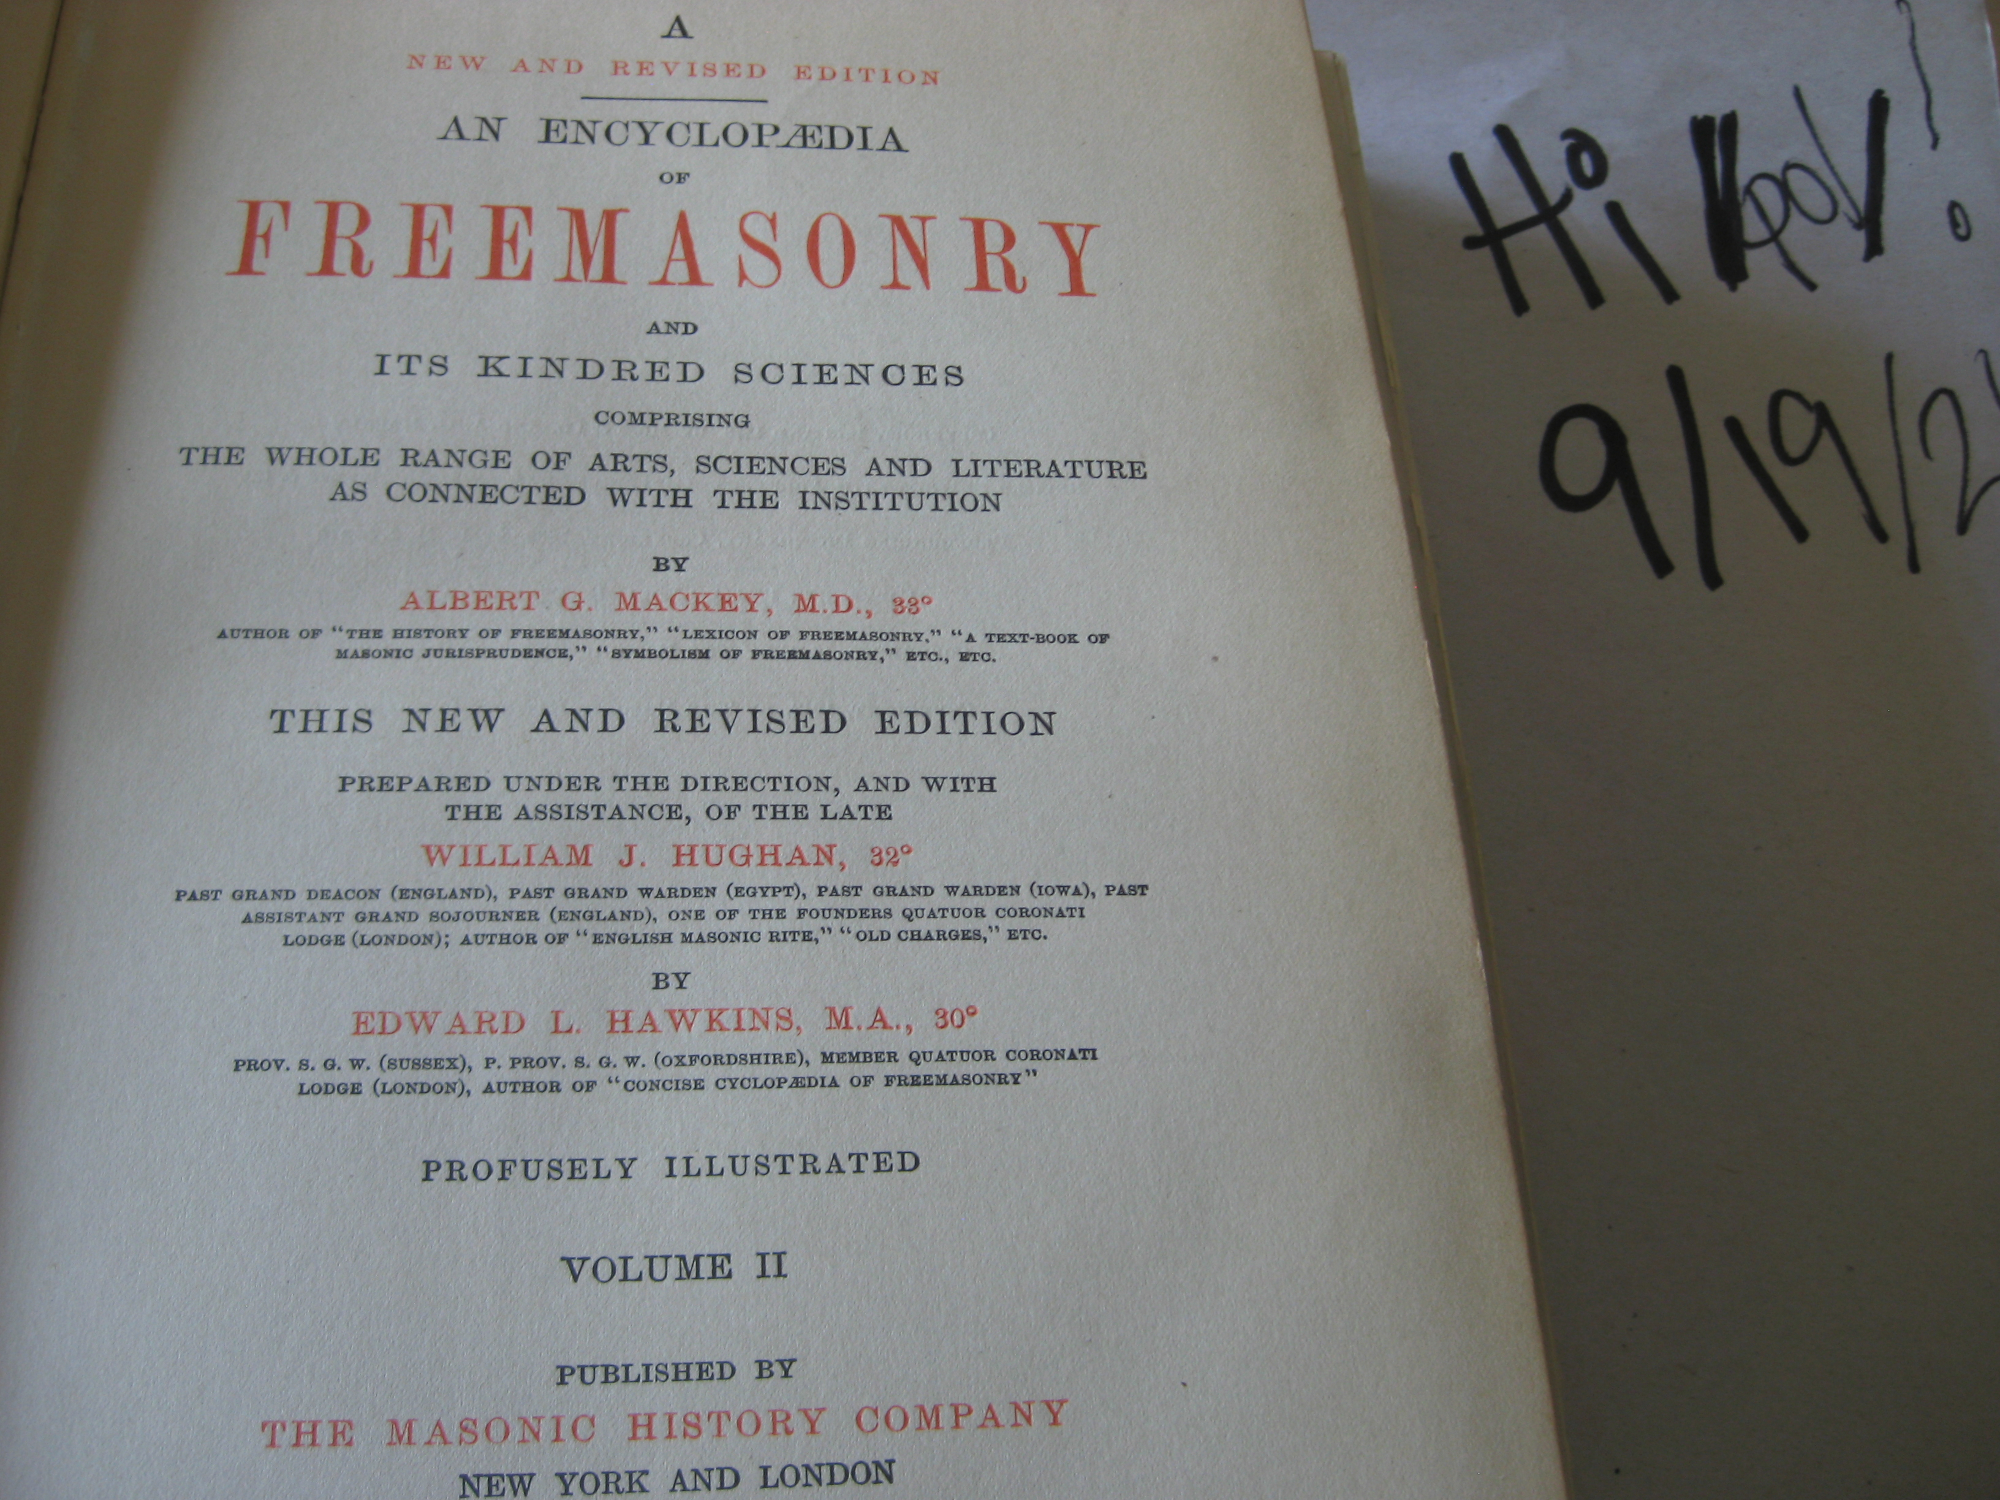 A
NEW AND REVISED EDITION
AN ENCYCLOPÆDIA
OF
FREEMASONRY
AND
ITS KINDRED SCIENCES
COMPRISING
THE WHOLE RANGE OF ARTS, SCIENCES AND LITERATURE
AS CONNECTED WITH THE INSTITUTION
BY
ALBERT G. MACKEY, M.D., 33°
AUTHOR OF "THE HISTORY OF FREEMASONRY," "LEXICON OF FREEMASONRY," "A TEXT-BOOK OF
MASONIC JURISPRUDENCE," "SYMBOLISM OF FREEMASONRY," ETC., ETC.
THIS NEW AND REVISED EDITION
PREPARED UNDER THE DIRECTION, AND WITH
THE ASSISTANCE, OF THE LATE
WILLIAM J. HUGHAN, 32°
PAST GRAND DEACON (ENGLAND), PAST GRAND WARDEN (EGYPT), PAST GRAND WARDEN (IOWA), PAST
ASSISTANT GRAND SOJOURNER (ENGLAND), ONE OF THE FOUNDERS QUATUOR CORONATI
LODGE (LONDON); AUTHOR OF "ENGLISH MASONIC RITE," "OLD CHARGES," ETC.
BY
EDWARD L. HAWKINS, M.A., 30°
PROV. S. G. W. (SUSSEX), P. PROV. S. G. W. (OXFORDSHIRE), MEMBER QUATUOR CORONATI
LODGE (LONDON), AUTHOR OF "CONCISE CYCLOPÆDIA OF FREEMASONRY"
PROFUSELY ILLUSTRATED
VOLUME II
PUBLISHED BY
THE MASONIC HISTORY COMPANY
NEW YORK AND LONDON
Hi
9/19/2